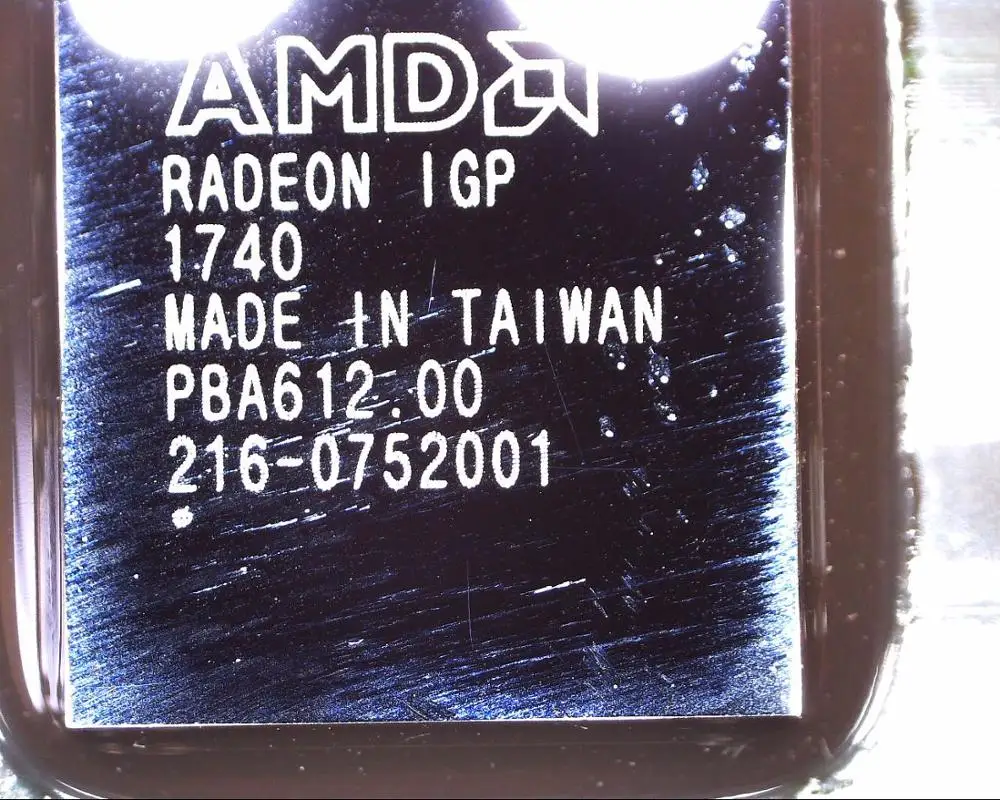 AMD
RADEON IGP
1740
MADE IN TAIWAN
PBA612.00
216-0752001